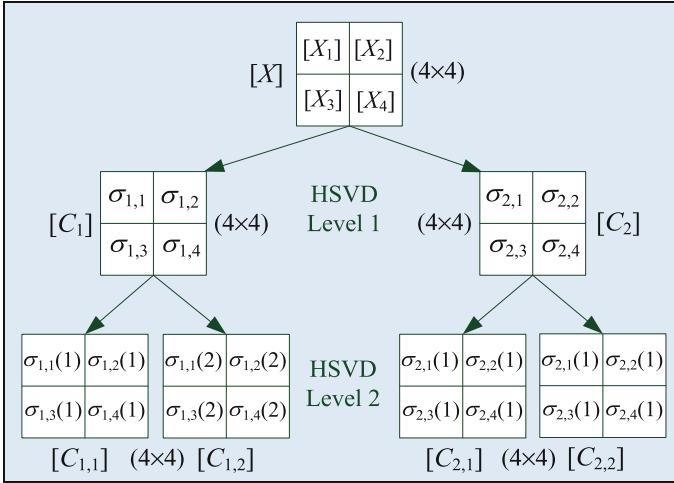 [X₁] [X₂]
[X] (4×4)
[X₃] [X₄]
σ₁,₁ σ₁,₂ HSVD σ₂,₁ σ₂,₂
[C₁] (4×4) Level 1 (4×4) [C₂]
σ₁,₃ σ₁,₄ σ₂,₃ σ₂,₄
σ₁,₁(1) σ₁,₂(1) σ₁,₁(2) σ₁,₂(2) HSVD σ₂,₁(1) σ₂,₂(1) σ₂,₁(1) σ₂,₂(1)
σ₁,₃(1) σ₁,₄(1) σ₁,₃(2) σ₁,₄(2) Level 2 σ₂,₃(1) σ₂,₄(1) σ₂,₃(1) σ₂,₄(1)
[C₁,₁] (4×4) [C₁,₂] [C₂,₁] (4×4) [C₂,₂]